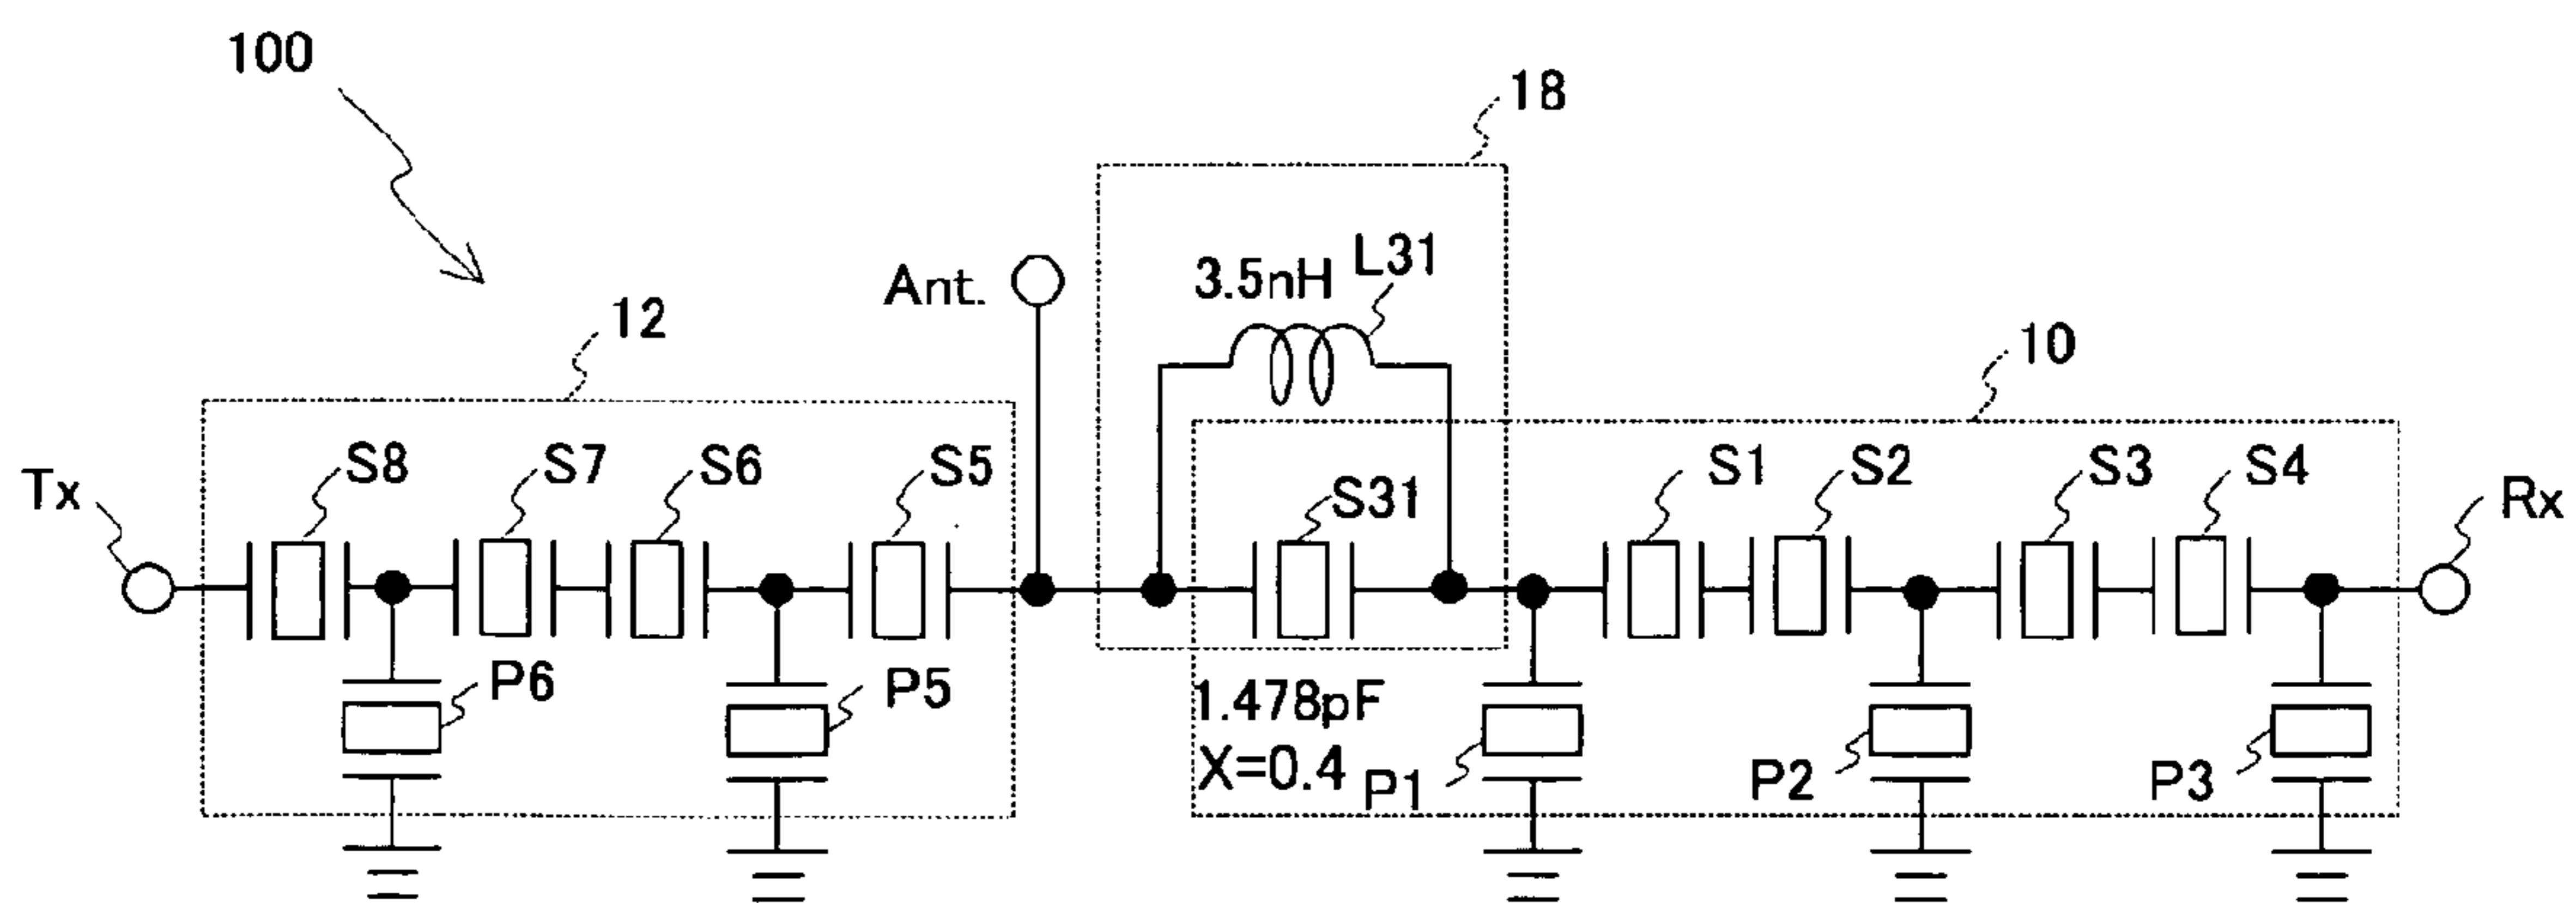 100
18
3.5nH L31
Ant.
12
10
Tx
S8
S7
S6
S5
S31
S1
S2
S3
S4
Rx
P6
P5
1.478pF
X=0.4
P1
P2
P3